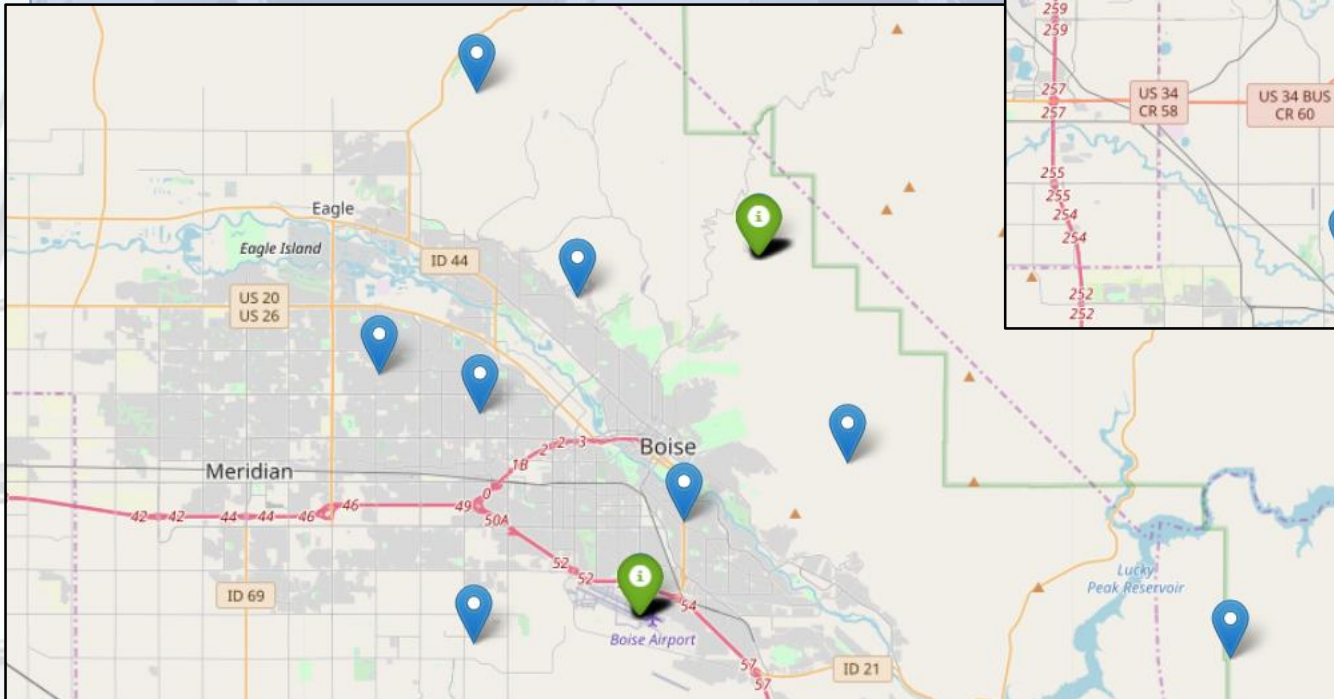 Eagle
Eagle Island
ID 44
US 20
US 26
Boise
Meridian
1B
2
2
3
0
42
42
44
44
46
46
49
50A
52
52
54
ID 69
Boise Airport
57
57
ID 21
Lucky
Peak Reservoir
259
259
257
257
US 34
CR 58
US 34 BUS
CR 60
255
255
254
254
252
252